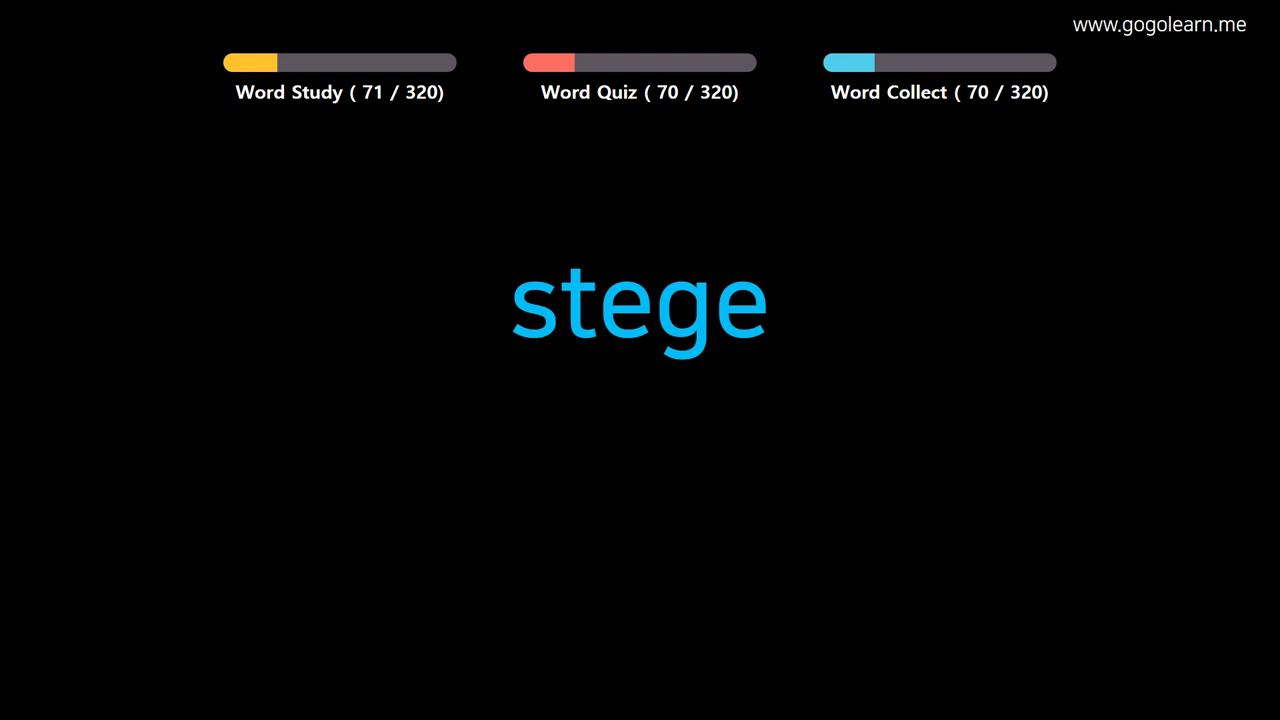 www.gogolearn.me
Word Study ( 71 / 320)
Word Quiz ( 70 / 320)
Word Collect ( 70 / 320)
stege